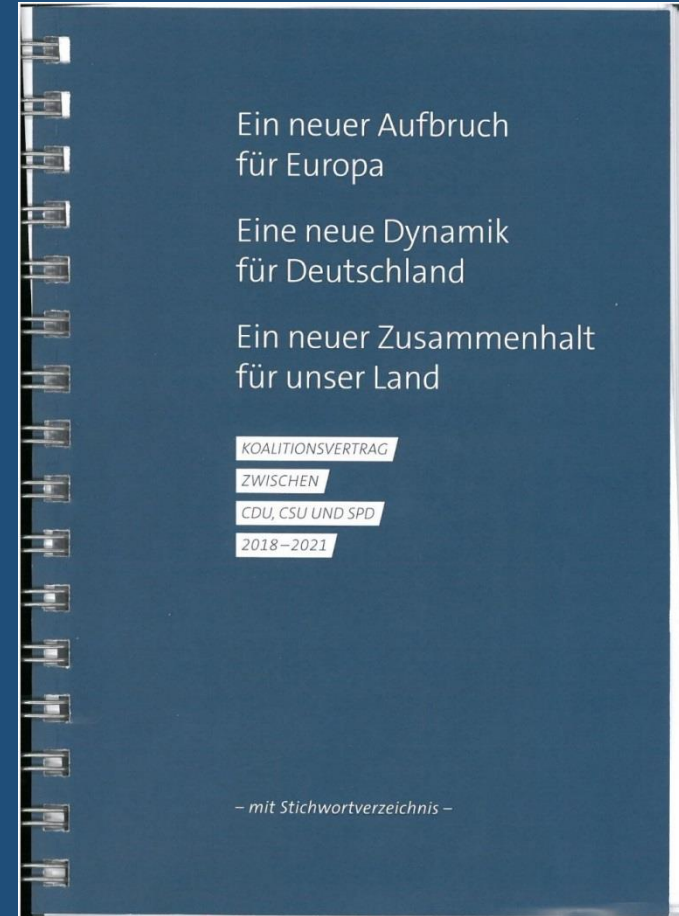 Ein neuer Aufbruch
für Europa
Eine neue Dynamik
für Deutschland
Ein neuer Zusammenhalt
für unser Land
KOALITIONSVERTRAG
ZWISCHEN
CDU, CSU UND SPD
2018–2021
– mit Stichwortverzeichnis –